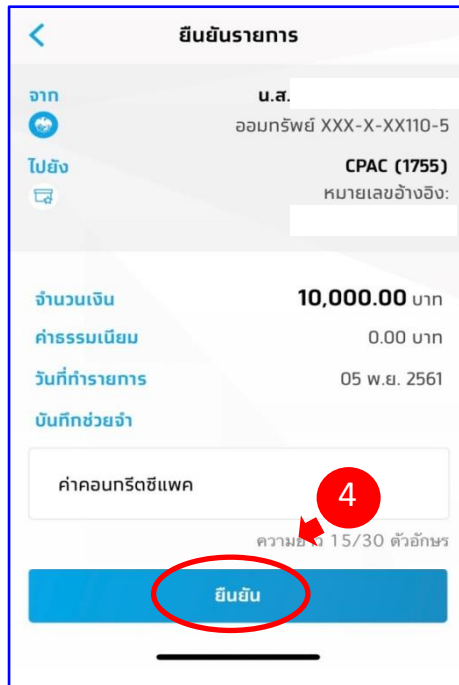 ยืนยันรายการ
จาก น.ส.
ออมทรัพย์ XXX-X-XX110-5
ไปยัง CPAC (1755)
หมายเลขอ้างอิง:
จำนวนเงิน 10,000.00 บาท
ค่าธรรมเนียม 0.00 บาท
วันที่ทำรายการ 05 พ.ย. 2561
บันทึกช่วยจำ
ค่าคอนกรีตซีแพค
4
15/30 ตัวอักษร
ยืนยัน